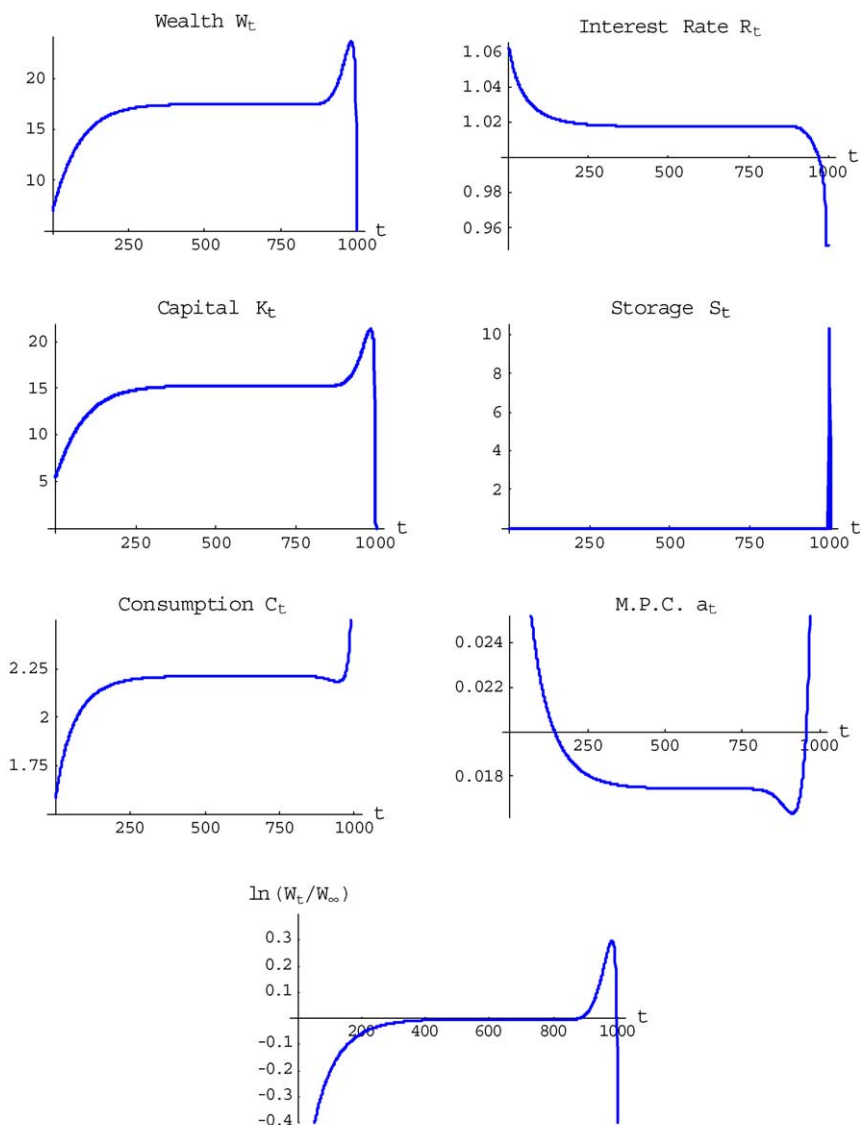 Wealth Wₜ
20
15
10
250 500 750 1000
t
Interest Rate Rₜ
1.06
1.04
1.02
0.98
0.96
250 500 750 1000
t
Capital Kₜ
20
15
10
5
250 500 750 1000
t
Storage Sₜ
10
8
6
4
2
250 500 750 1000
t
Consumption Cₜ
2.25
2
1.75
250 500 750 1000
t
M.P.C. aₜ
0.024
0.022
0.018
250 500 750 1000
t
ln(Wₜ/W∞)
0.3
0.2
0.1
-0.1
-0.2
-0.3
-0.4
200 400 600 800 1000
t